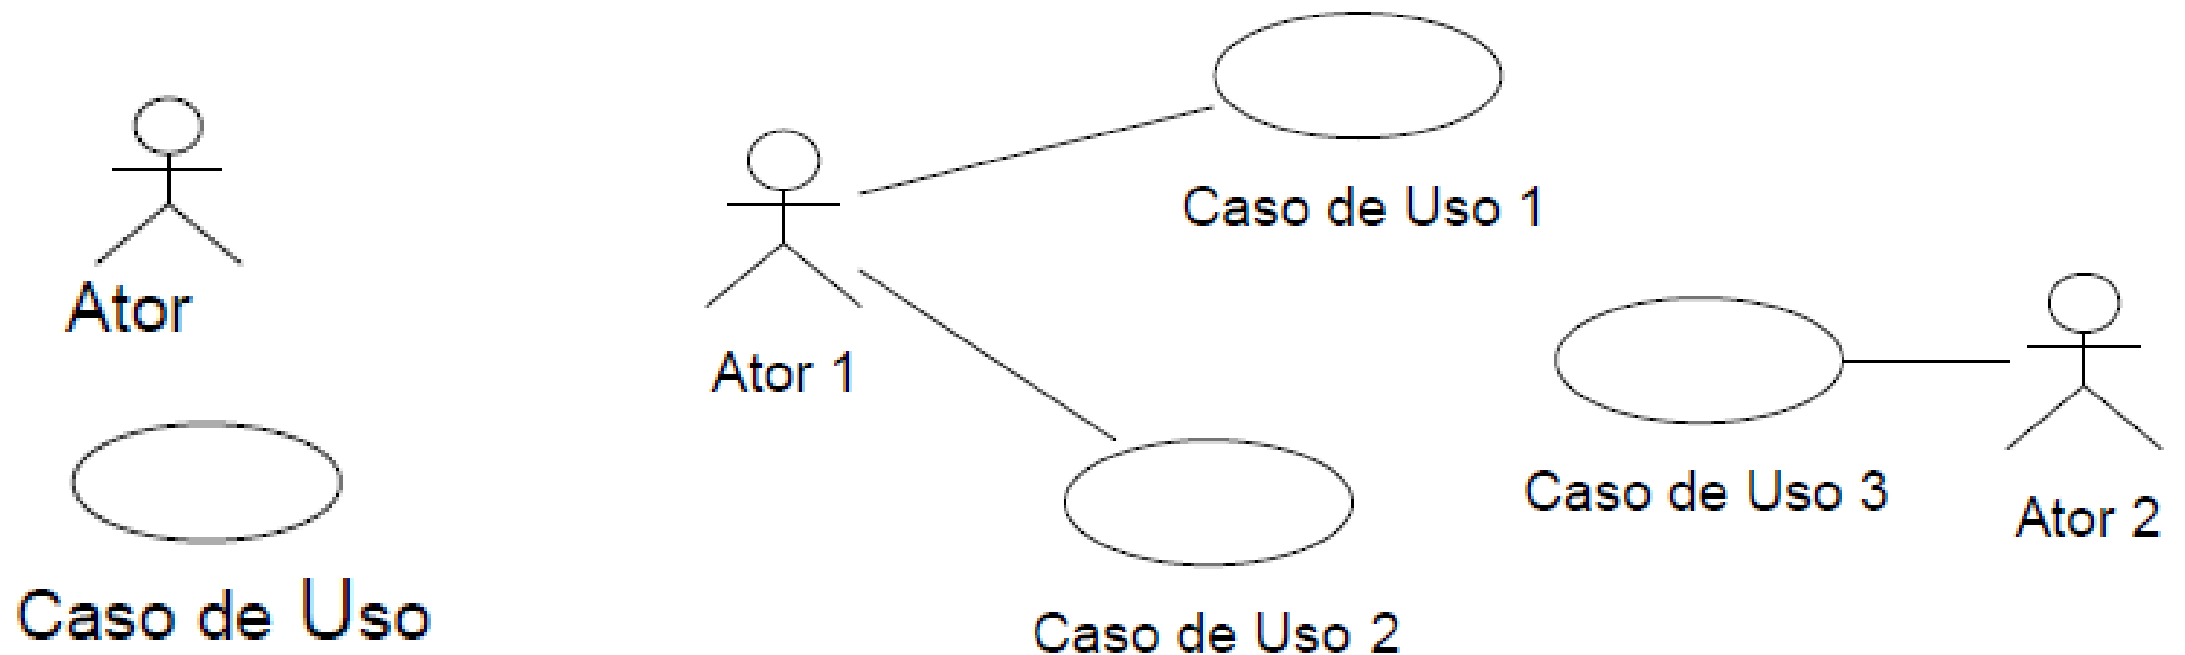 Ator
Caso de Uso
Ator 1
Caso de Uso 1
Caso de Uso 2
Caso de Uso 3
Ator 2